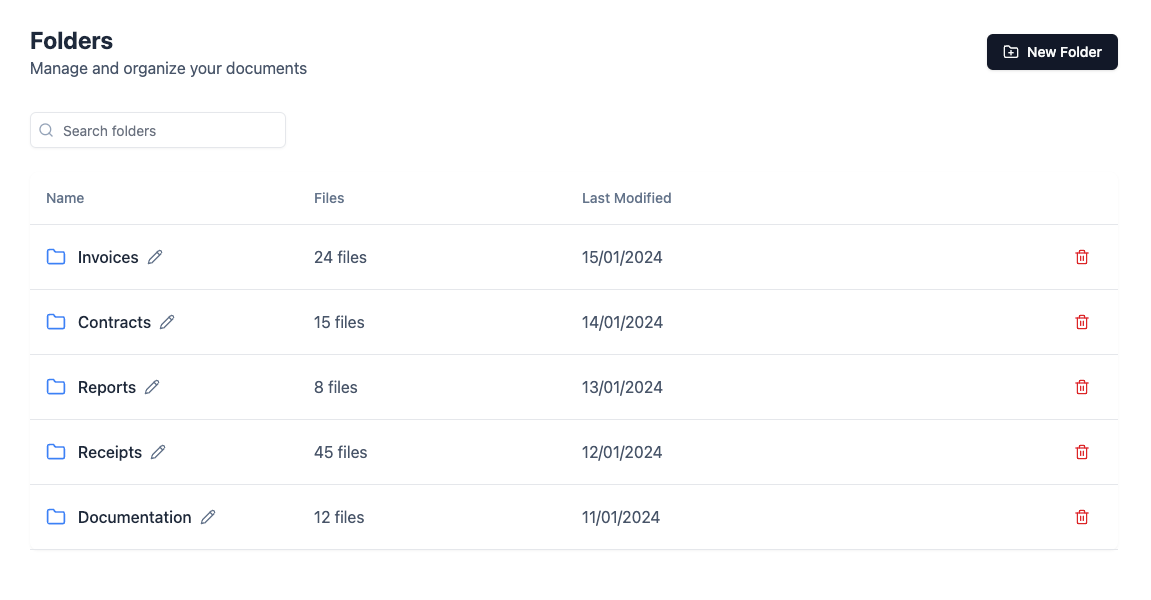 Folders
Manage and organize your documents
New Folder
Search folders
Name Files Last Modified
Invoices 24 files 15/01/2024
Contracts 15 files 14/01/2024
Reports 8 files 13/01/2024
Receipts 45 files 12/01/2024
Documentation 12 files 11/01/2024